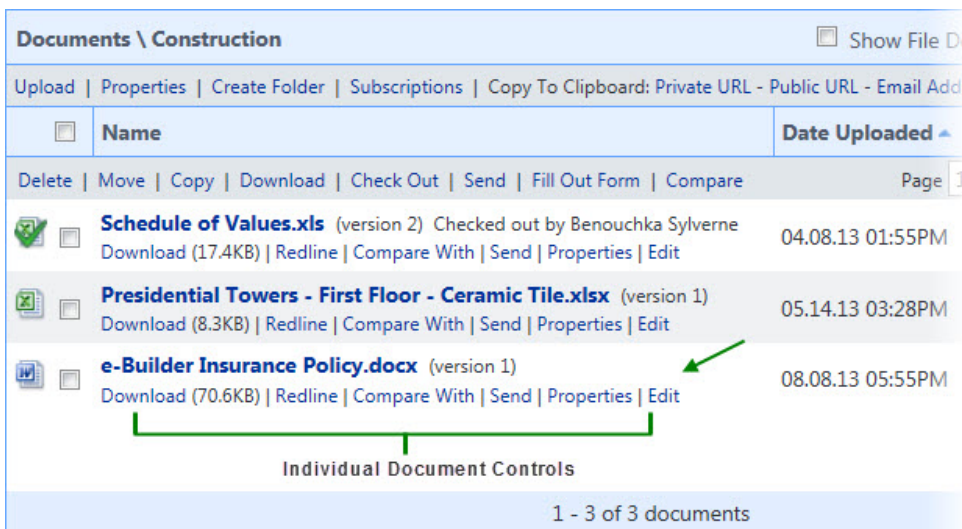 Documents \ Construction Show File D
Upload | Properties | Create Folder | Subscriptions | Copy To Clipboard: Private URL - Public URL - Email Add
Name Date Uploaded
Delete | Move | Copy | Download | Check Out | Send | Fill Out Form | Compare Page 1
Schedule of Values.xls (version 2) Checked out by Benouchka Sylverne
Download (17.4KB) | Redline | Compare With | Send | Properties | Edit
04.08.13 01:55PM
Presidential Towers - First Floor - Ceramic Tile.xlsx (version 1)
Download (8.3KB) | Redline | Compare With | Send | Properties | Edit
05.14.13 03:28PM
e-Builder Insurance Policy.docx (version 1)
Download (70.6KB) | Redline | Compare With | Send | Properties | Edit
08.08.13 05:55PM
Individual Document Controls
1 - 3 of 3 documents